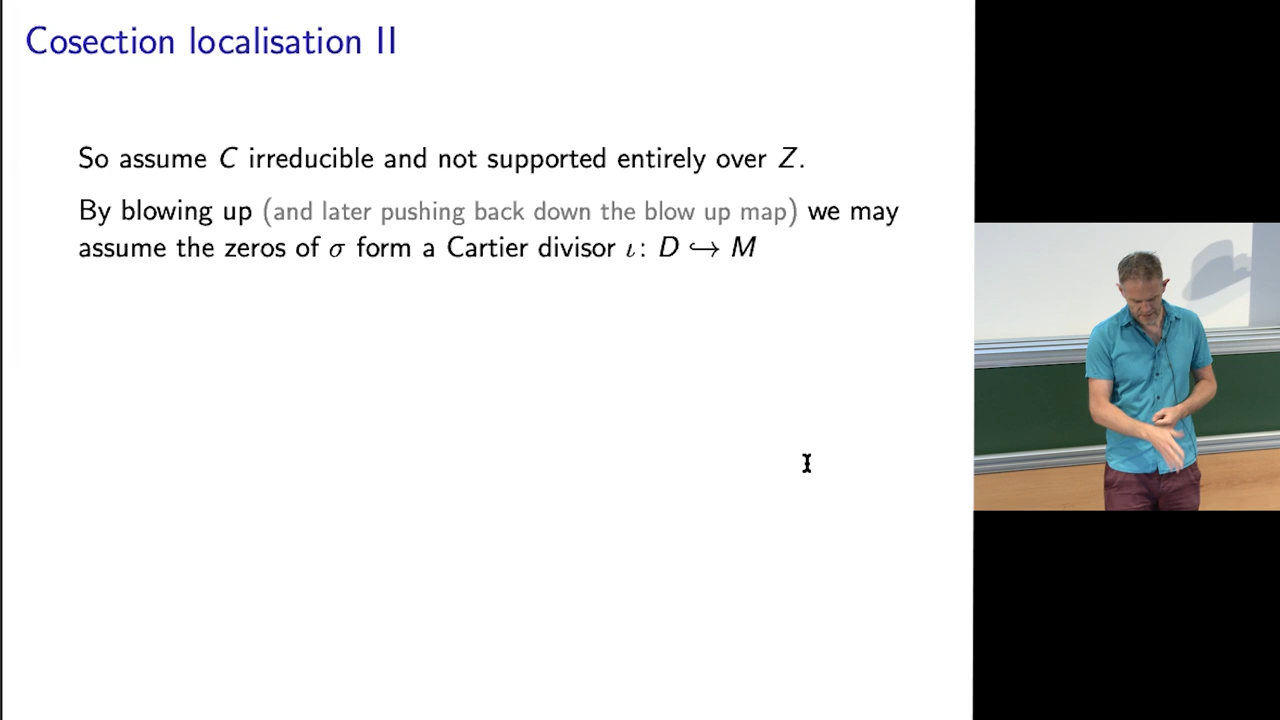 Cosection localisation II
So assume C irreducible and not supported entirely over Z.
By blowing up (and later pushing back down the blow up map) we may
assume the zeros of σ form a Cartier divisor ι: D ↪ M